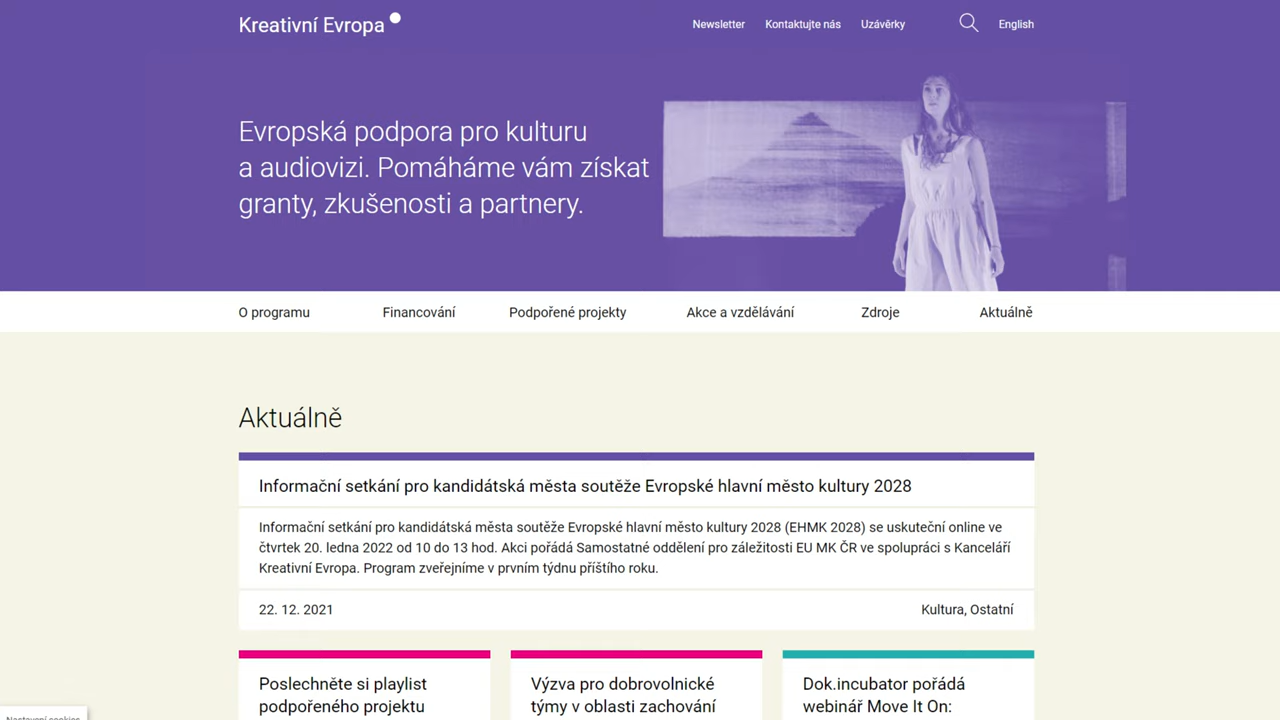 Kreativní Evropa
Newsletter
Kontaktujte nás
Uzávěrky
English
Evropská podpora pro kulturu
a audiovizi. Pomáháme vám získat
granty, zkušenosti a partnery.
O programu
Financování
Podpořené projekty
Akce a vzdělávání
Zdroje
Aktuálně
Aktuálně
Informační setkání pro kandidátská města soutěže Evropské hlavní město kultury 2028
Informační setkání pro kandidátská města soutěže Evropské hlavní město kultury 2028 (EHMK 2028) se uskuteční online ve
čtvrtek 20. ledna 2022 od 10 do 13 hod. Akci pořádá Samostatné oddělení pro záležitosti EU MK ČR ve spolupráci s Kanceláří
Kreativní Evropa. Program zveřejníme v prvním týdnu příštího roku.
22. 12. 2021
Kultura, Ostatní
Poslechněte si playlist
podpořeného projektu
Výzva pro dobrovolnické
týmy v oblasti zachování
Dok.incubator pořádá
webinář Move It On:
Nastavení cookies